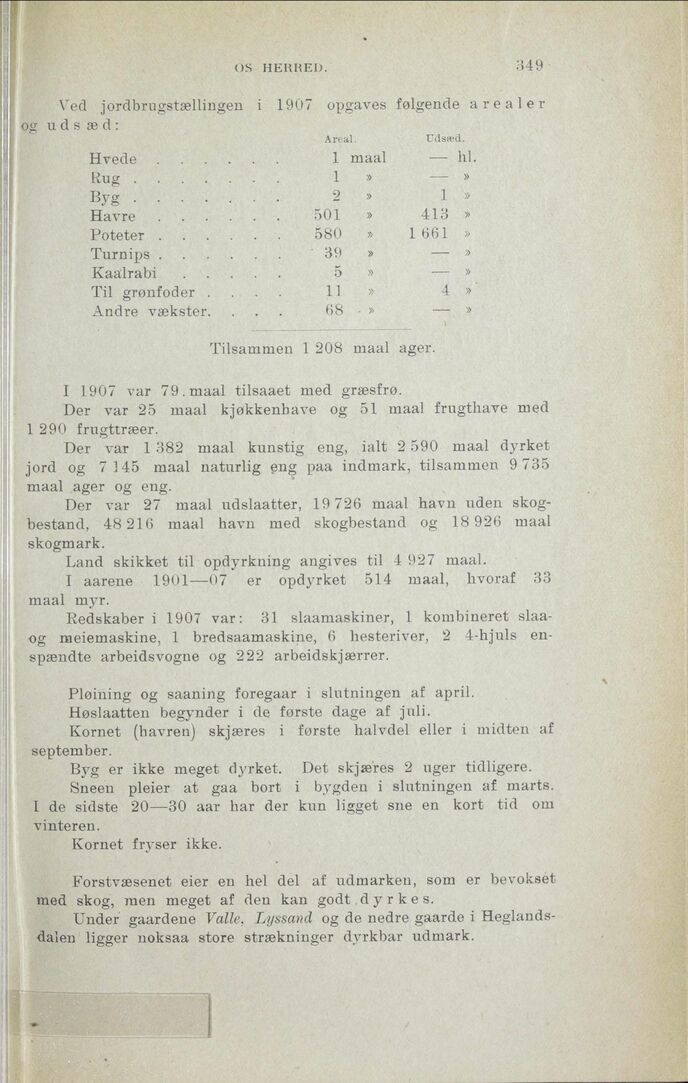 OS HERRED. 349
Ved jordbrugstællingen i 1907 opgaves følgende arealer
og udsæd:
Areal. Udsæd.
Hvede . . . . . . 1 maal — hl.
Rug . . . . . . . 1 » — »
Byg . . . . . . . 2 » 1 »
Havre . . . . . . 501 » 413 »
Poteter . . . . . . 580 » 1 661 »
Turnips . . . . . . 39 » — »
Kaalrabi . . . . . 5 » — »
Til grønfoder . . . . 11 » 4 »
Andre vækster. . . . 68 » — »
Tilsammen 1 208 maal ager.
I 1907 var 79 maal tilsaaet med græsfrø.
Der var 25 maal kjøkkenhave og 51 maal frugthave med
1 290 frugttræer.
Der var 1 382 maal kunstig eng, ialt 2 590 maal dyrket
jord og 7 145 maal naturlig eng paa indmark, tilsammen 9 735
maal ager og eng.
Der var 27 maal udslaatter, 19 726 maal havn uden skog-
bestand, 48 216 maal havn med skogbestand og 18 926 maal
skogmark.
Land skikket til opdyrkning angives til 4 927 maal.
I aarene 1901—07 er opdyrket 514 maal, hvoraf 33
maal myr.
Redskaber i 1907 var: 31 slaamaskiner, 1 kombineret slaa-
og meiemaskine, 1 bredsaamaskine, 6 hesteriver, 2 4-hjuls en-
spændte arbeidsvogne og 222 arbeidskjærrer.
Pløining og saaning foregaar i slutningen af april.
Høslaatten begynder i de første dage af juli.
Kornet (havren) skjæres i første halvdel eller i midten af
september.
Byg er ikke meget dyrket. Det skjæres 2 uger tidligere.
Sneen pleier at gaa bort i bygden i slutningen af marts.
I de sidste 20—30 aar har der kun ligget sne en kort tid om
vinteren.
Kornet fryser ikke.
Forstvæsenet eier en hel del af udmarken, som er bevokset
med skog, men meget af den kan godt dyrkes.
Under gaardene Valle, Lyssand og de nedre gaarde i Heglands-
dalen ligger noksaa store strækninger dyrkbar udmark.